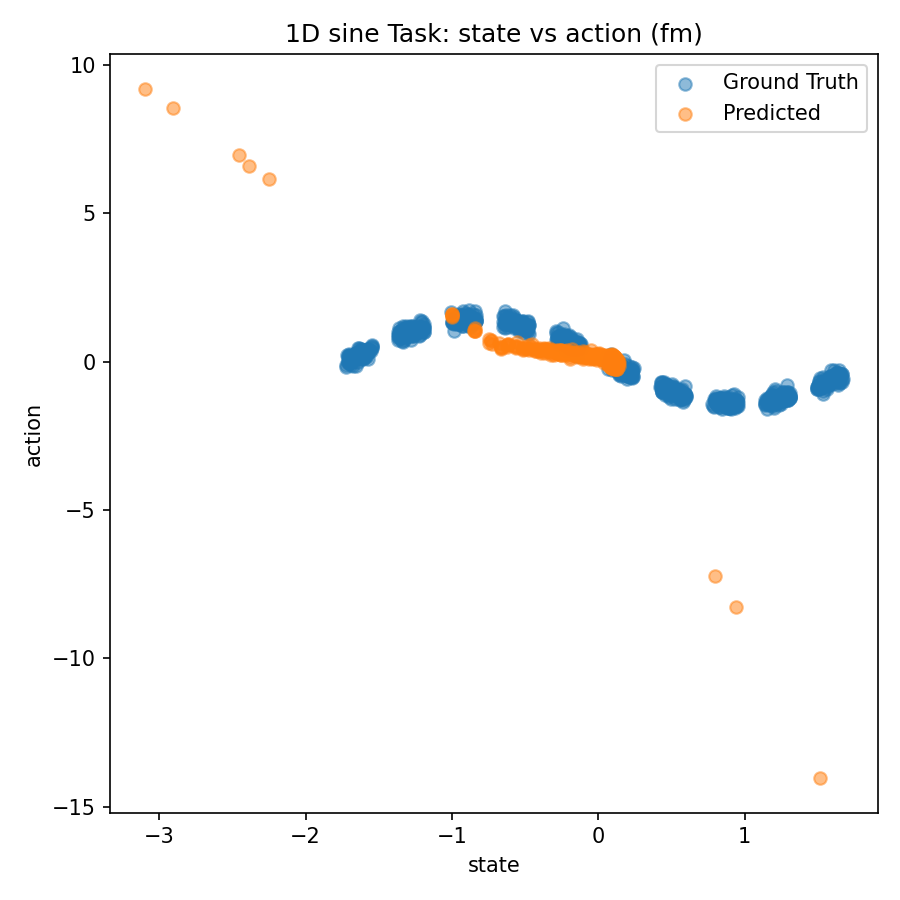 1D sine Task: state vs action (fm)
Ground Truth
Predicted
10
5
0
−5
−10
−15
action
−3
−2
−1
0
1
state